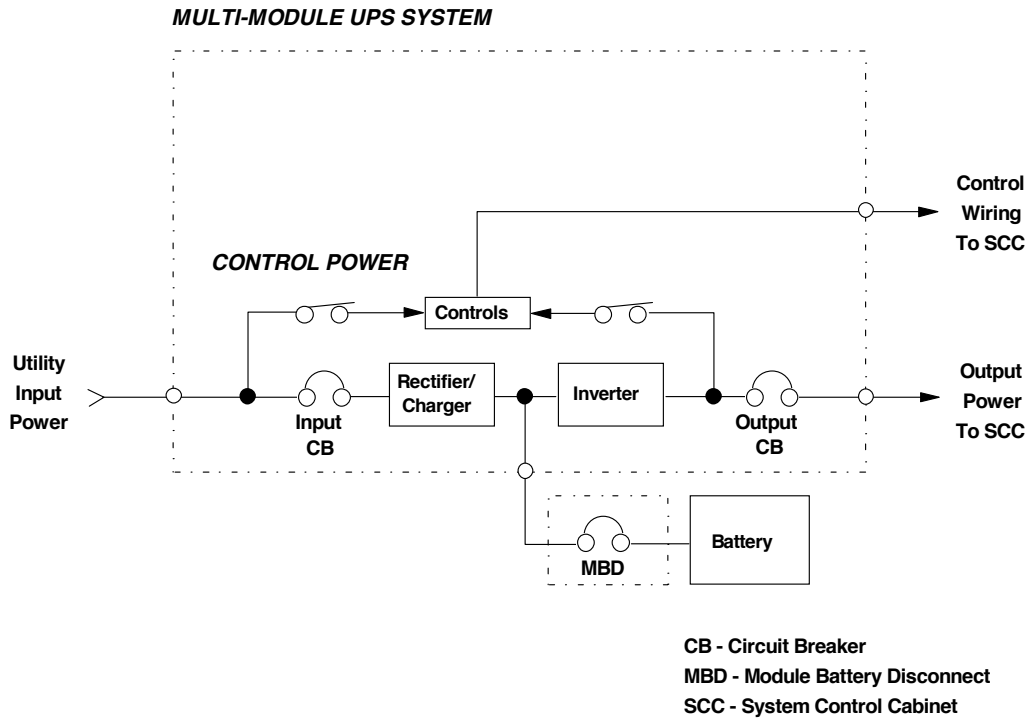 MULTI-MODULE UPS SYSTEM
Control
Wiring
To SCC
CONTROL POWER
Controls
Utility
Input
Power
Input
CB
Rectifier/
Charger
Inverter
Output
CB
Output
Power
To SCC
MBD
Battery
CB - Circuit Breaker
MBD - Module Battery Disconnect
SCC - System Control Cabinet